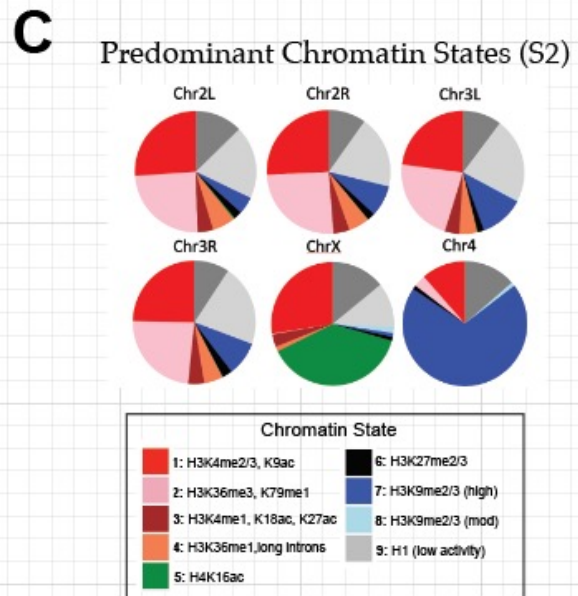 C
Predominant Chromatin States (S2)
Chr2L Chr2R Chr3L
Chr3R ChrX Chr4
Chromatin State
1: H3K4me2/3, K9ac
2: H3K36me3, K79me1
3: H3K4me1, K18ac, K27ac
4: H3K36me1,long Introns
5: H4K16ac
6: H3K27me2/3
7: H3K9me2/3 (high)
8: H3K9me2/3 (mod)
9: H1 (low activity)